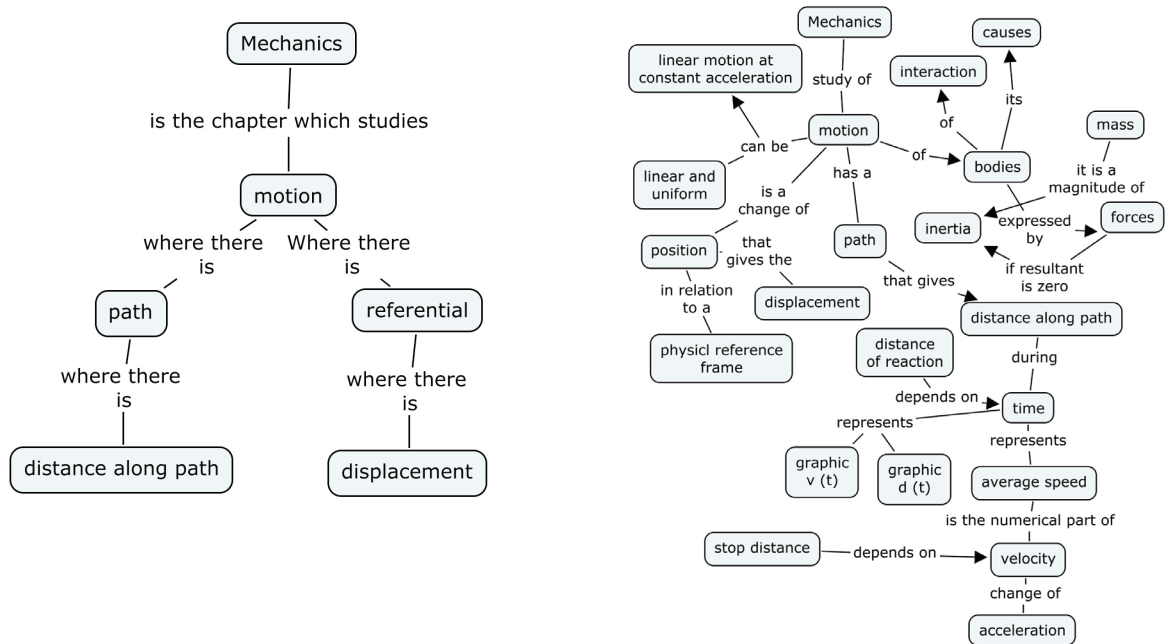 Mechanics
is the chapter which studies
motion
where there
is
Where there
is
path
referential
where there
is
where there
is
distance along path
displacement
Mechanics
causes
linear motion at
constant acceleration
interaction
study of
its
mass
motion
of
can be
of
bodies
it is a
magnitude of
linear and
uniform
has a
is a
change of
inertia
expressed
by
forces
position
that
gives the
path
if resultant
is zero
in relation
to a
displacement
that gives
distance along path
physicl reference
frame
distance
of reaction
during
depends on
time
represents
represents
graphic
v (t)
graphic
d (t)
average speed
is the numerical part of
stop distance
depends on
velocity
change of
acceleration